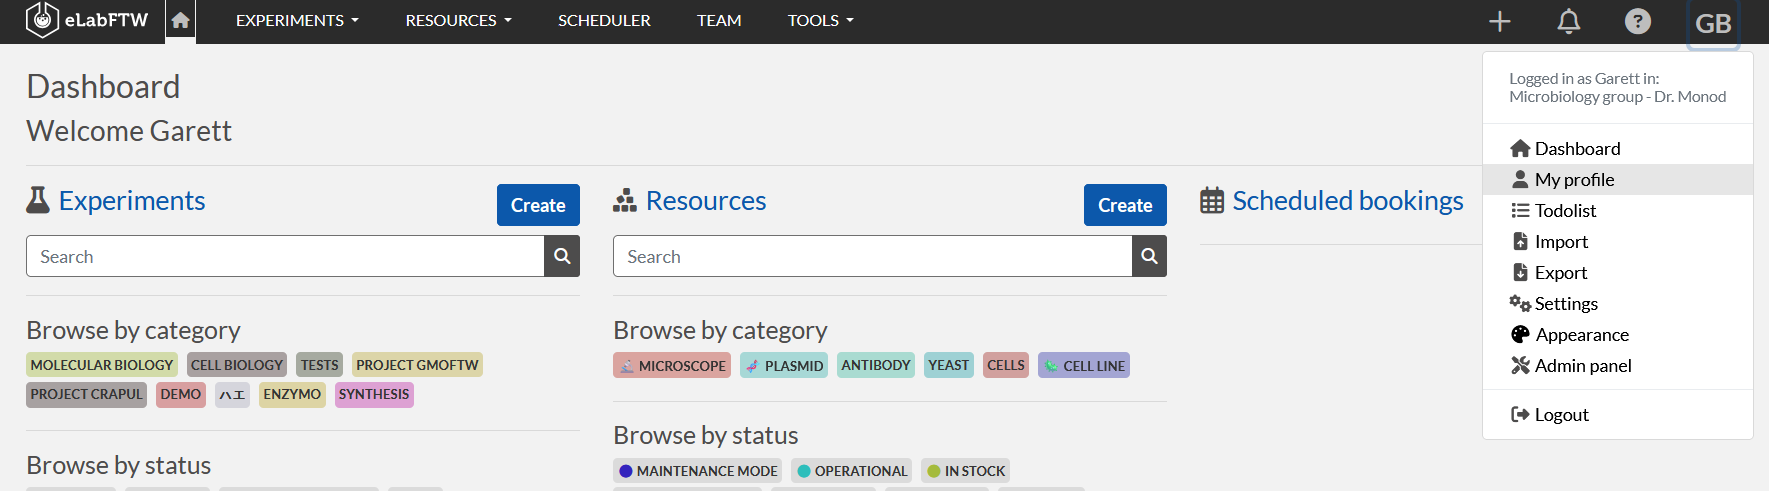 eLabFTW
EXPERIMENTS
RESOURCES
SCHEDULER
TEAM
TOOLS
GB
Logged in as Garett in:
Microbiology group - Dr. Monod
Dashboard
My profile
Todolist
Import
Export
Settings
Appearance
Admin panel
Logout
Dashboard
Welcome Garett
Experiments
Create
Search
Browse by category
MOLECULAR BIOLOGY CELL BIOLOGY TESTS PROJECT GMOFTW
PROJECT CRAPUL DEMO ハエ ENZYMO SYNTHESIS
Browse by status
Resources
Create
Search
Browse by category
MICROSCOPE PLASMID ANTIBODY YEAST CELLS CELL LINE
Browse by status
MAINTENANCE MODE OPERATIONAL IN STOCK
Scheduled bookings